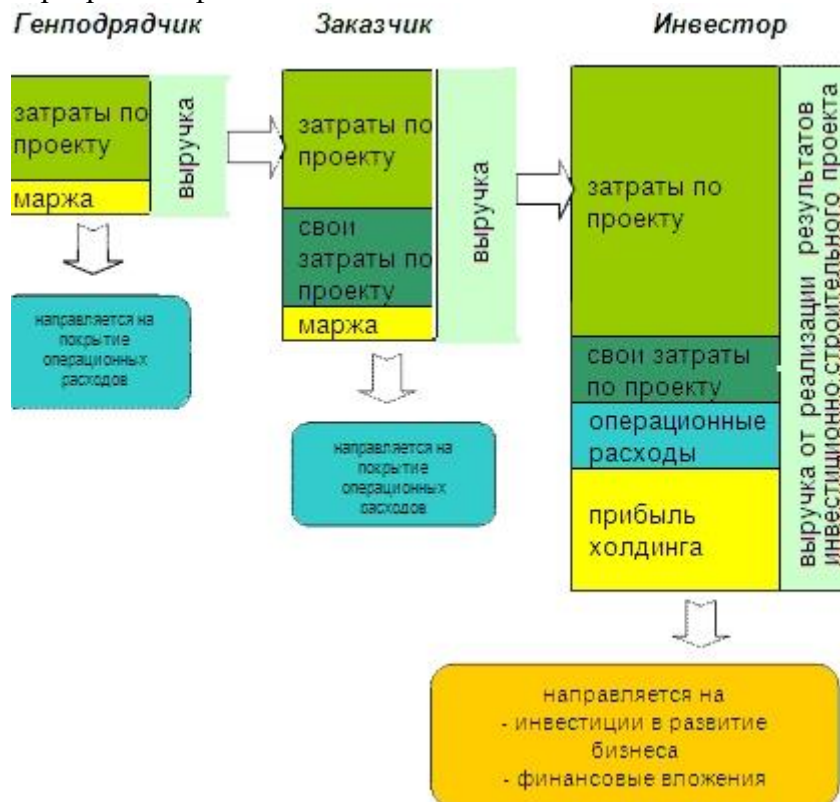 Генподрядчик
Заказчик
Инвестор
затраты по
проекту
маржа
выручка
направляется на
покрытие
операционных
расходов
затраты по
проекту
свои
затраты по
проекту
маржа
выручка
направляется на
покрытие
операционных
расходов
затраты по
проекту
свои затраты
по проекту
операционные
расходы
прибыль
холдинга
выручка от реализации результатов
инвестиционно-строительного проекта
направляется на
- инвестиции в развитие
бизнеса
- финансовые вложения